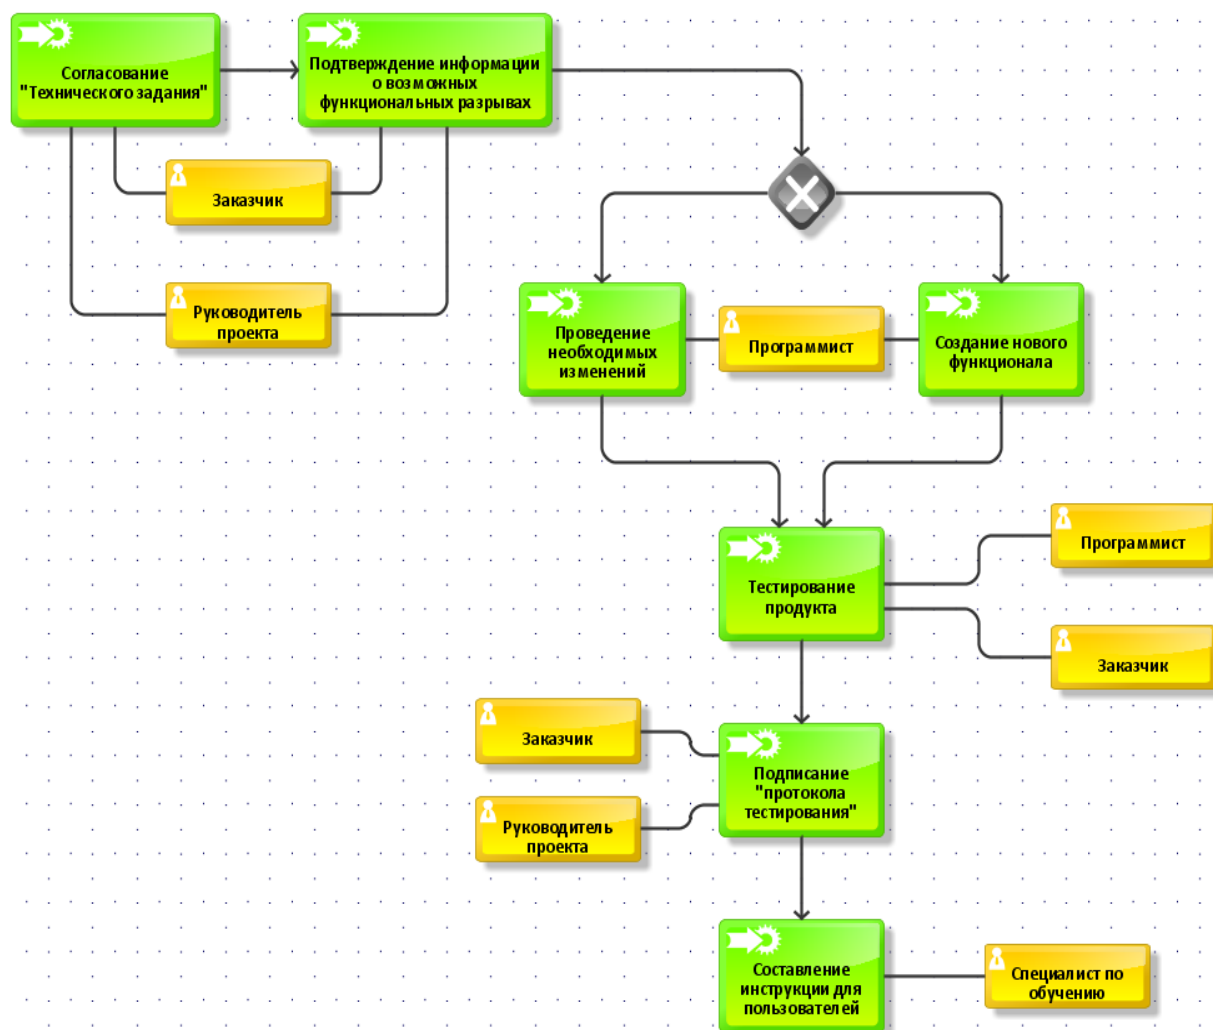 Согласование
"Технического задания"
Подтверждение информации
о возможных
функциональных разрывах
Заказчик
Руководитель
проекта
Проведение
необходимых
изменений
Программист
Создание нового
функционала
Тестирование
продукта
Программист
Заказчик
Заказчик
Руководитель
проекта
Подписание
"протокола
тестирования"
Составление
инструкции для
пользователей
Специалист по
обучению